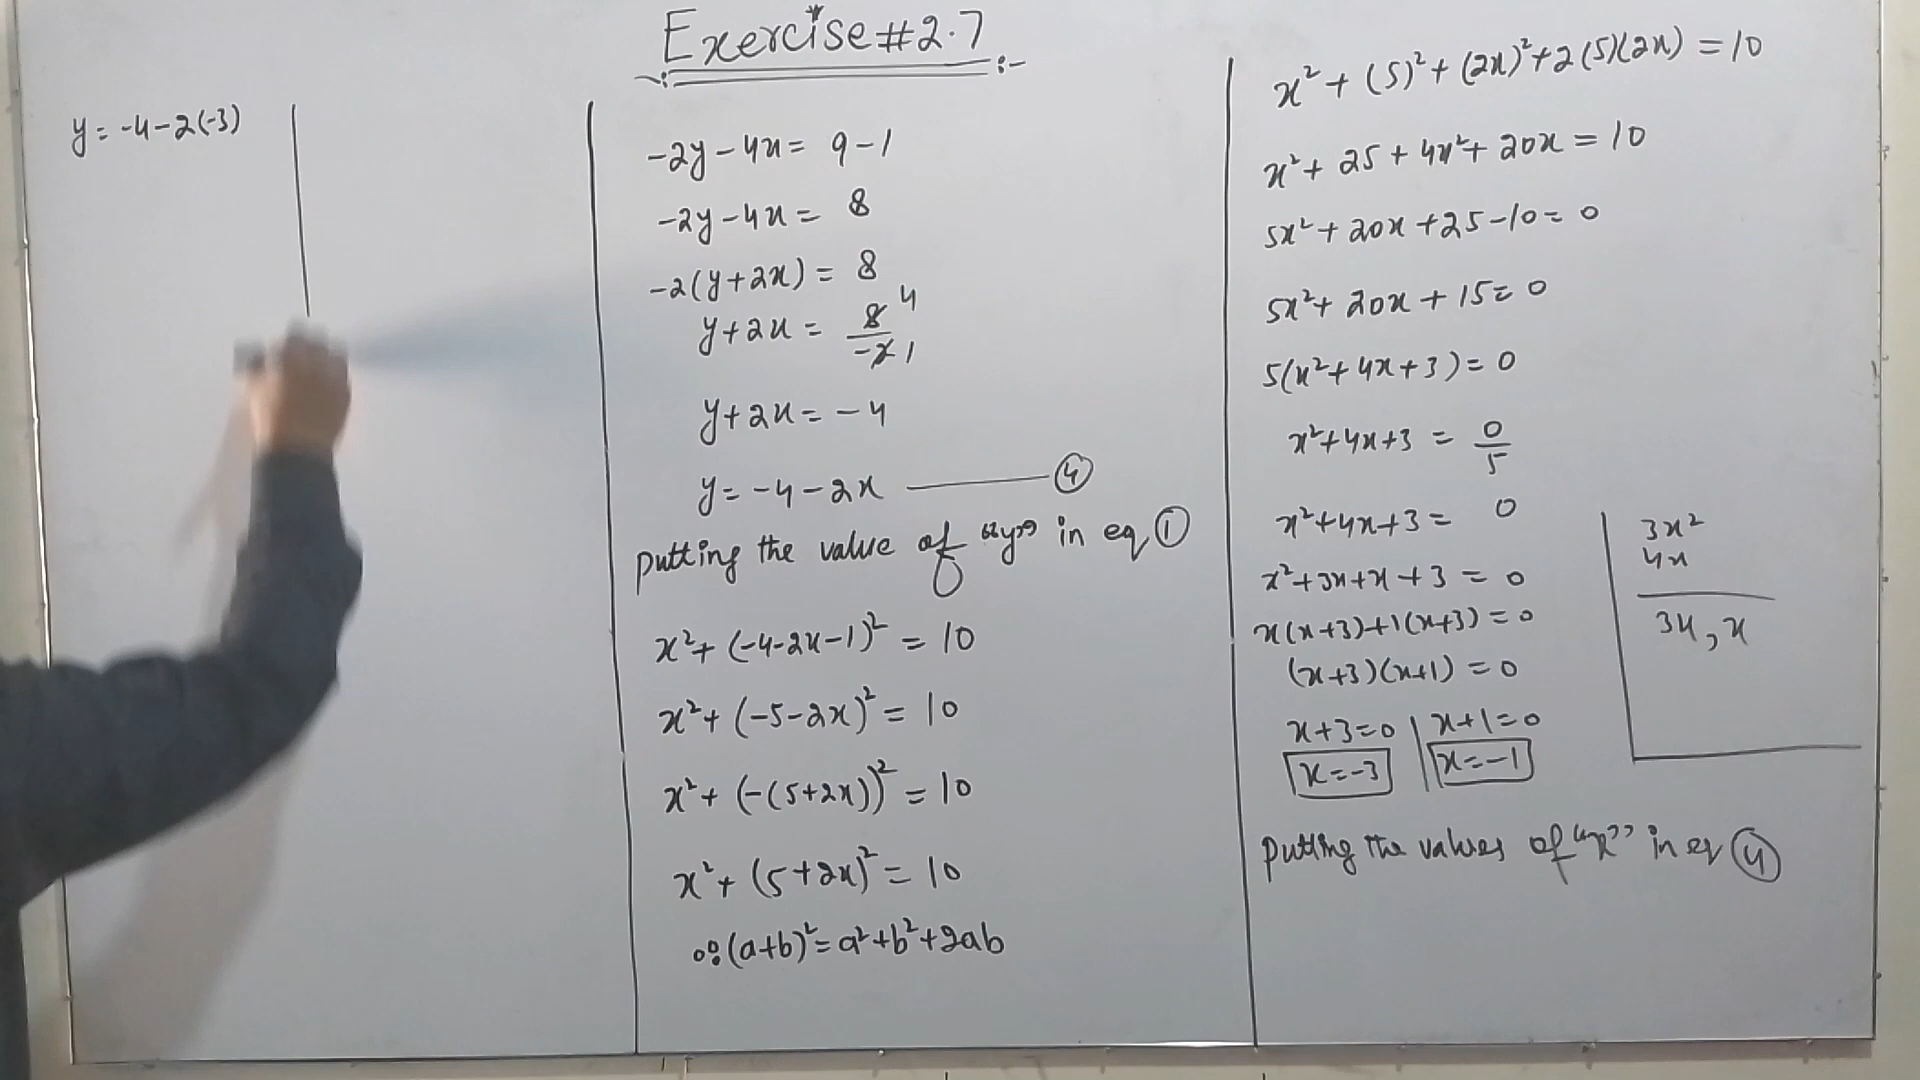 Exercise#2.7
y = -4-2(-3)
-2y-4x = 9-1
-2y-4x = 8
-2(y+2x) = 8
y+2x = 8/-2 4 1
y+2x = -4
y = -4-2x ——— ④
putting the value of "y" in eq ①
x²+ (-4-2x-1)² = 10
x²+ (-5-2x)² = 10
x²+ (-(5+2x))² = 10
x²+ (5+2x)² = 10
∵ (a+b)² = a²+b²+2ab
x²+ (5)²+ (2x)²+2(5)(2x) = 10
x²+ 25 + 4x²+ 20x = 10
5x²+ 20x +25-10 = 0
5x²+ 20x + 15 = 0
5(x²+4x+3) = 0
x²+4x+3 = 0/5
x²+4x+3 = 0
x²+3x+x+3 = 0
x(x+3)+1(x+3) = 0
(x+3)(x+1) = 0
x+3=0 | x+1=0
x=-3 | x=-1
putting the values of "x" in eq ④
3x²
4x
3x, x